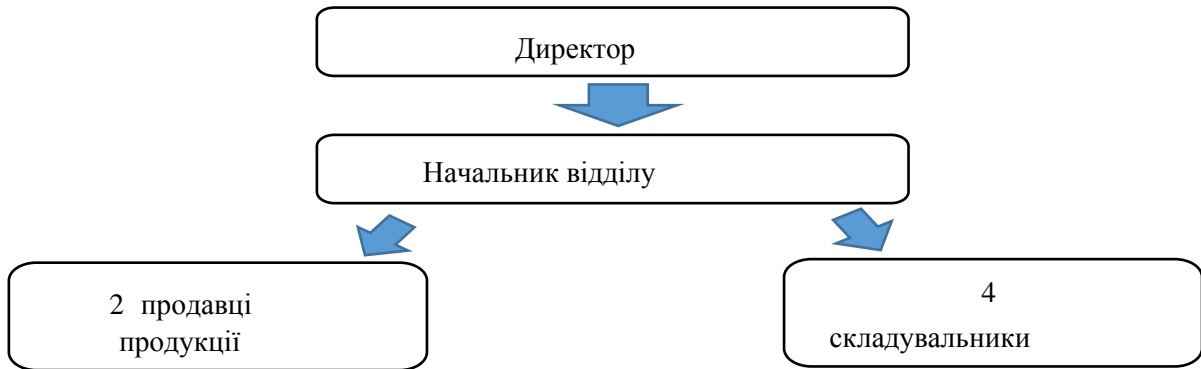 Директор
Начальник відділу
2 продавці
продукції
4
складувальники